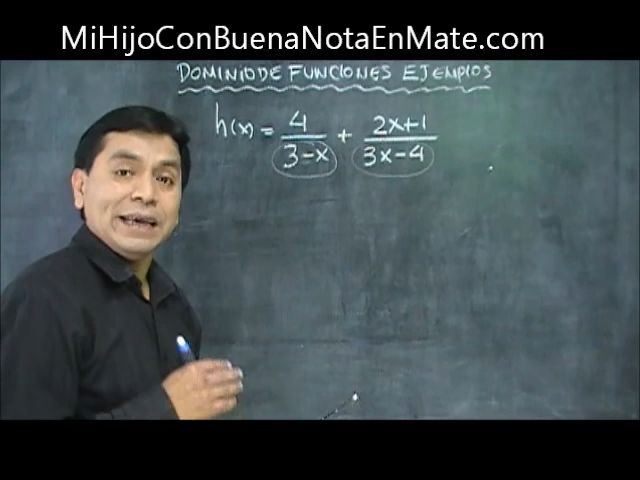 MiHijoConBuenaNotaEnMate.com
DOMINIO DE FUNCIONES EJEMPLOS
h(x) = 4/(3-x) + (2x+1)/(3x-4)